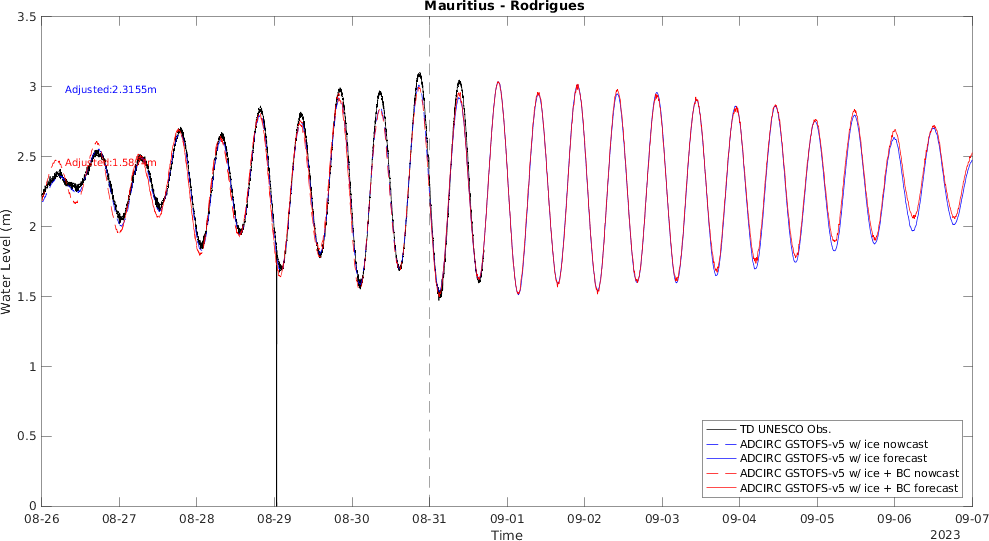 Mauritius - Rodrigues
3.5
3
2.5
2
1.5
1
0.5
0
Water Level (m)
Adjusted:2.3155m
08-26
08-27
08-28
08-29
08-30
08-31
09-01
09-02
09-03
09-04
09-05
09-06
09-07
Time
2023
TD UNESCO Obs.
ADCIRC GSTOFS-v5 w/ ice nowcast
ADCIRC GSTOFS-v5 w/ ice forecast
ADCIRC GSTOFS-v5 w/ ice + BC nowcast
ADCIRC GSTOFS-v5 w/ ice + BC forecast